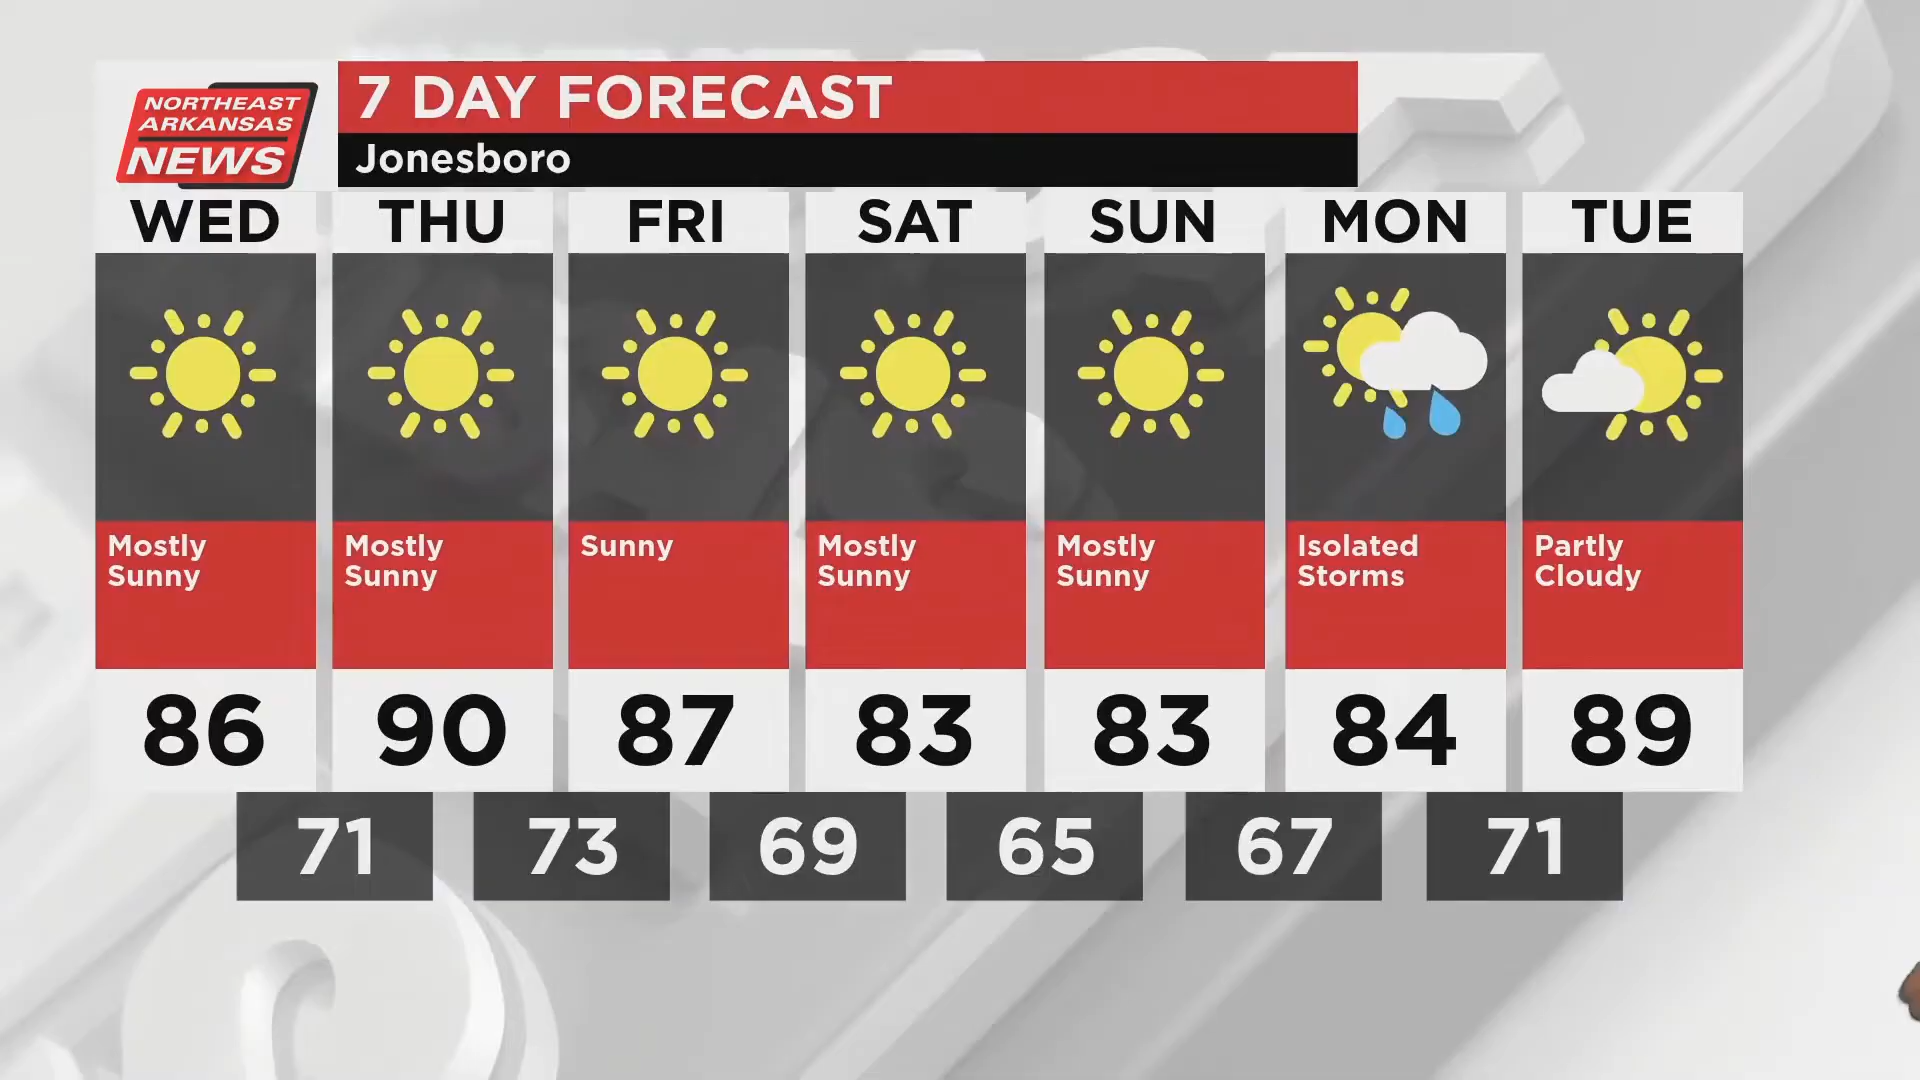 NORTHEAST
ARKANSAS
NEWS
7 DAY FORECAST
Jonesboro
WED THU FRI SAT SUN MON TUE
Mostly Sunny
Mostly Sunny
Sunny
Mostly Sunny
Mostly Sunny
Isolated Storms
Partly Cloudy
86 90 87 83 83 84 89
71 73 69 65 67 71